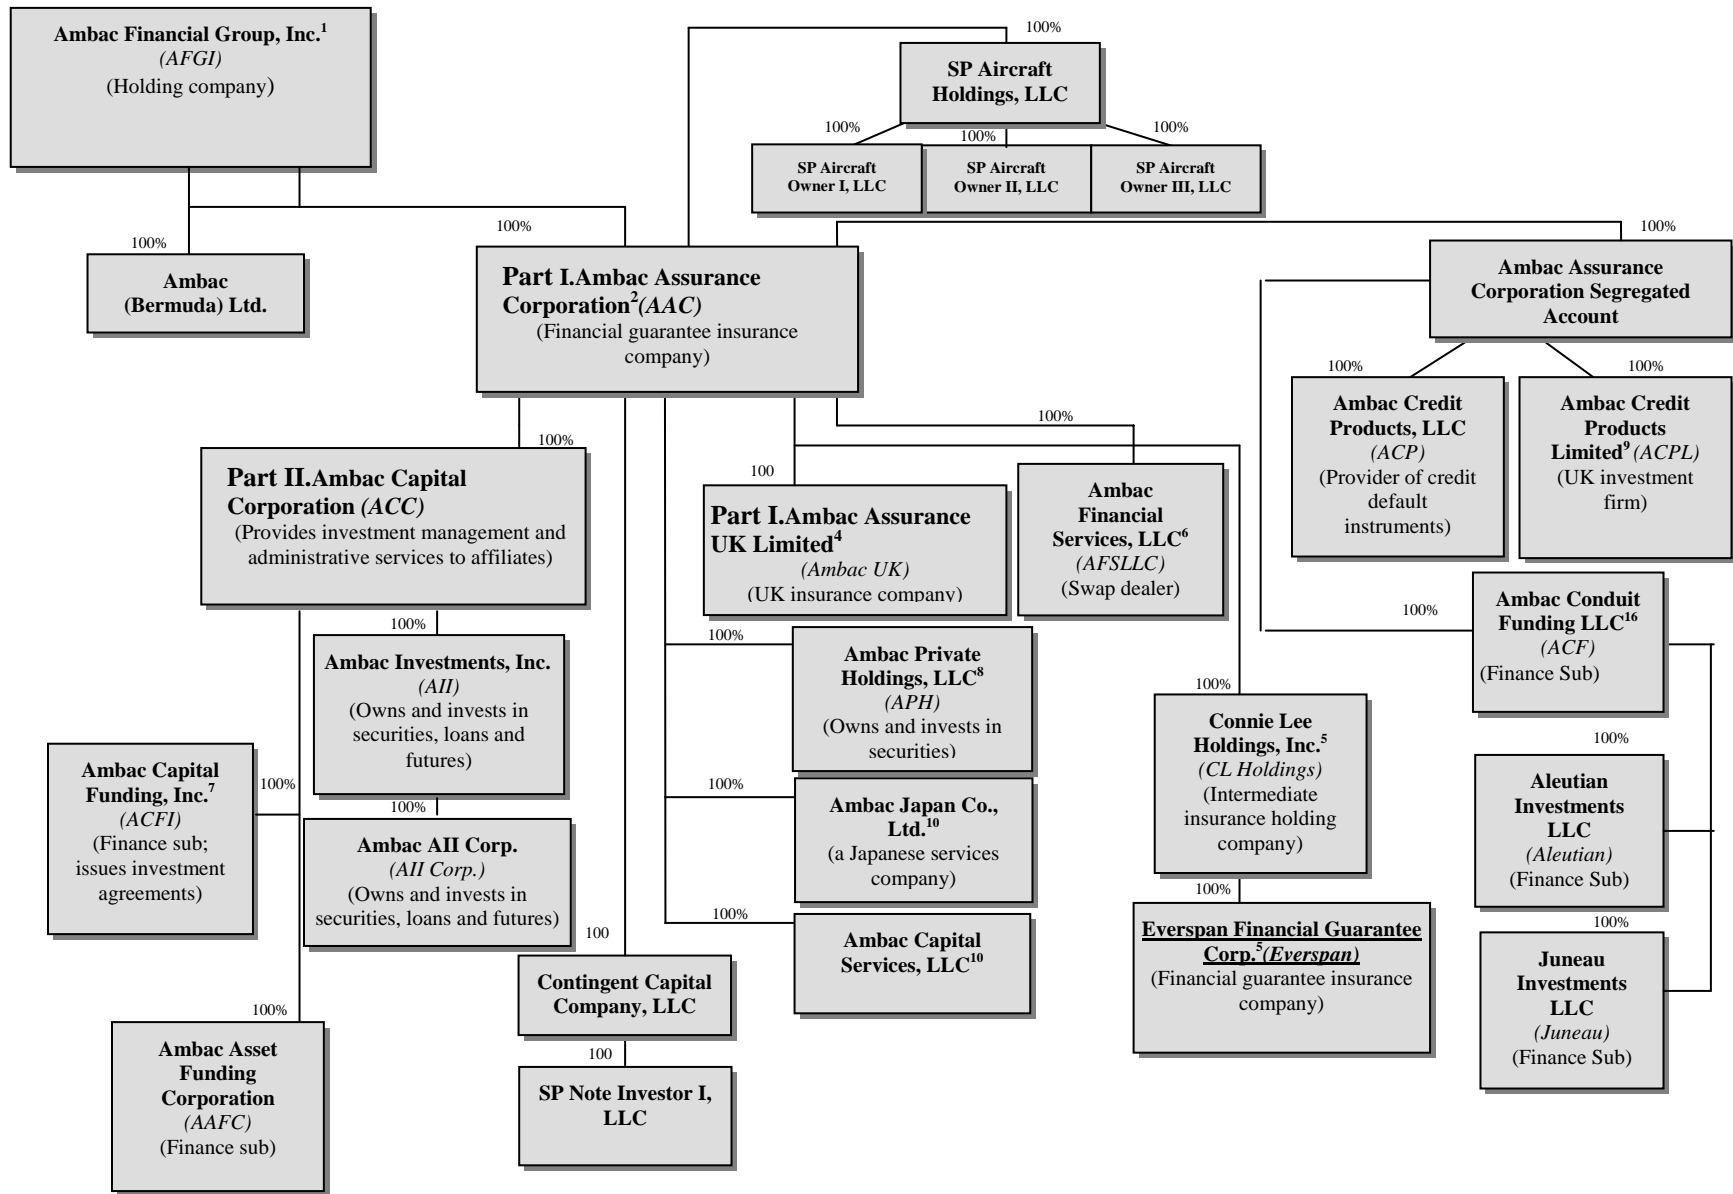 Ambac Financial Group, Inc.1
(AFGI)
(Holding company)
100%
SP Aircraft
Holdings, LLC
100%
100%
100%
SP Aircraft
Owner I, LLC
SP Aircraft
Owner II, LLC
SP Aircraft
Owner III, LLC
100%
Ambac
(Bermuda) Ltd.
100%
Part I.Ambac Assurance
Corporation2(AAC)
(Financial guarantee insurance
company)
100%
Ambac Assurance
Corporation Segregated
Account
100%
Ambac Credit
Products, LLC
(ACP)
(Provider of credit
default
instruments)
100%
Ambac Credit
Products
Limited9 (ACPL)
(UK investment
firm)
100%
Part II.Ambac Capital
Corporation (ACC)
(Provides investment management and
administrative services to affiliates)
100
Part I.Ambac Assurance
UK Limited4
(Ambac UK)
(UK insurance company)
100%
Ambac
Financial
Services, LLC6
(AFSLLC)
(Swap dealer)
100%
Ambac Conduit
Funding LLC16
(ACF)
(Finance Sub)
100%
Ambac Investments, Inc.
(AII)
(Owns and invests in
securities, loans and
futures)
100%
Ambac Private
Holdings, LLC8
(APH)
(Owns and invests in
securities)
100%
Connie Lee
Holdings, Inc.5
(CL Holdings)
(Intermediate
insurance holding
company)
100%
Aleutian
Investments
LLC
(Aleutian)
(Finance Sub)
Ambac Capital
Funding, Inc.7
(ACFI)
(Finance sub;
issues investment
agreements)
100%
100%
Ambac AII Corp.
(AII Corp.)
(Owns and invests in
securities, loans and futures)
100%
Ambac Japan Co.,
Ltd.10
(a Japanese services
company)
100%
Ambac Capital
Services, LLC10
100%
Everspan Financial Guarantee
Corp.5(Everspan)
(Financial guarantee insurance
company)
100%
Juneau
Investments
LLC
(Juneau)
(Finance Sub)
100
Contingent Capital
Company, LLC
100%
Ambac Asset
Funding
Corporation
(AAFC)
(Finance sub)
100
SP Note Investor I,
LLC